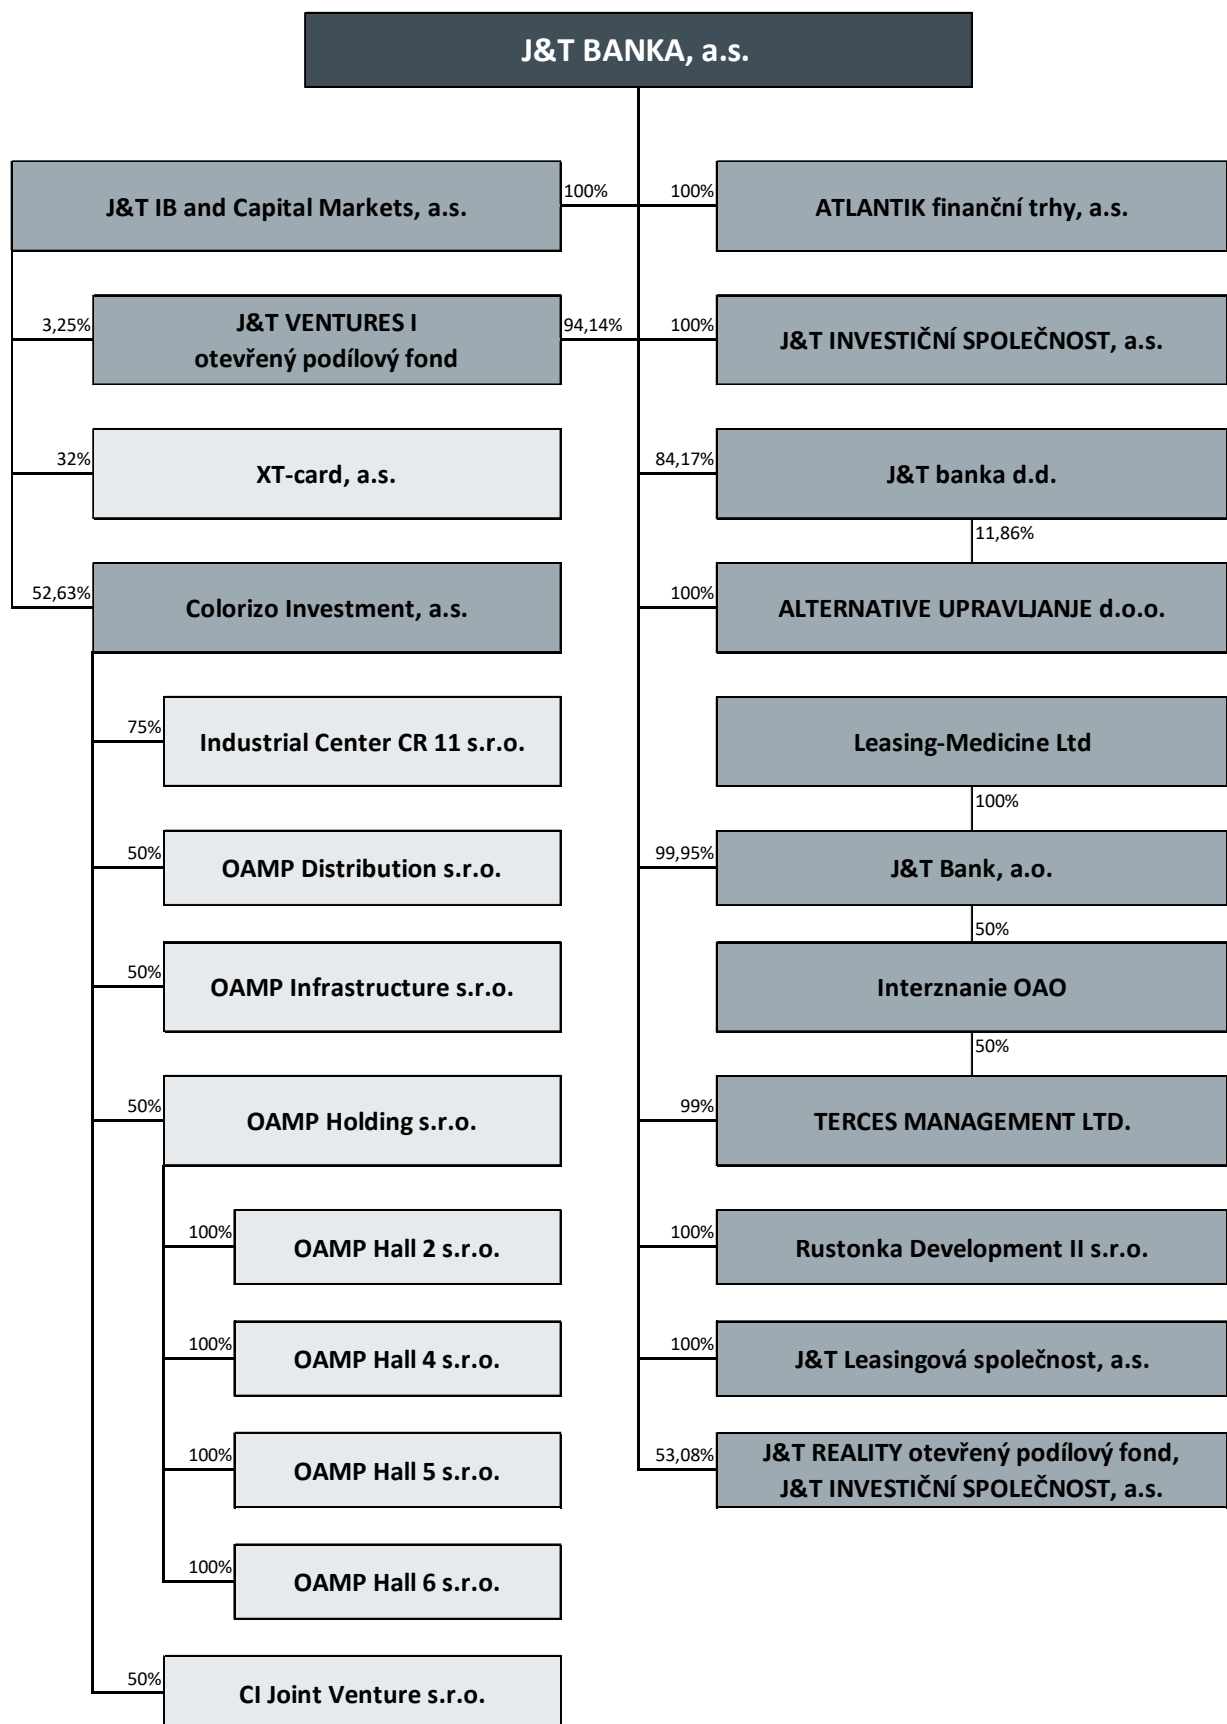 J&T BANKA, a.s.
J&T IB and Capital Markets, a.s.
100%
100%
ATLANTIK finanční trhy, a.s.
3,25%
J&T VENTURES I
otevřený podílový fond
94,14%
100%
J&T INVESTIČNÍ SPOLEČNOST, a.s.
32%
XT-card, a.s.
84,17%
J&T banka d.d.
11,86%
52,63%
Colorizo Investment, a.s.
100%
ALTERNATIVE UPRAVLJANJE d.o.o.
75%
Industrial Center CR 11 s.r.o.
Leasing-Medicine Ltd
100%
50%
OAMP Distribution s.r.o.
99,95%
J&T Bank, a.o.
50%
50%
OAMP Infrastructure s.r.o.
Interznanie OAO
50%
50%
OAMP Holding s.r.o.
99%
TERCES MANAGEMENT LTD.
100%
OAMP Hall 2 s.r.o.
100%
Rustonka Development II s.r.o.
100%
OAMP Hall 4 s.r.o.
100%
J&T Leasingová společnost, a.s.
100%
OAMP Hall 5 s.r.o.
53,08%
J&T REALITY otevřený podílový fond,
J&T INVESTIČNÍ SPOLEČNOST, a.s.
100%
OAMP Hall 6 s.r.o.
50%
CI Joint Venture s.r.o.